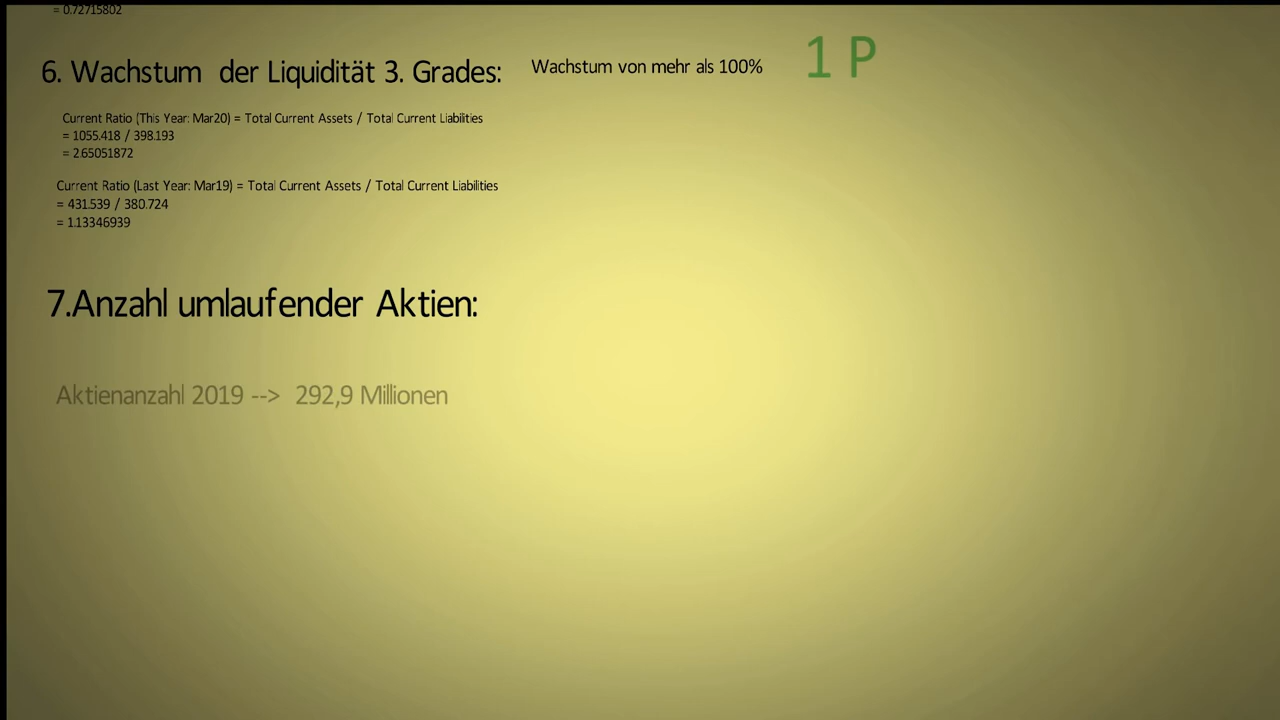 = 0.72715802
6. Wachstum der Liquidität 3. Grades: Wachstum von mehr als 100% 1 P
Current Ratio (This Year: Mar20) = Total Current Assets / Total Current Liabilities
= 1055.418 / 398.193
= 2.65051872
Current Ratio (Last Year: Mar19) = Total Current Assets / Total Current Liabilities
= 431.539 / 380.724
= 1.13346939
7.Anzahl umlaufender Aktien:
Aktienanzahl 2019 --> 292,9 Millionen